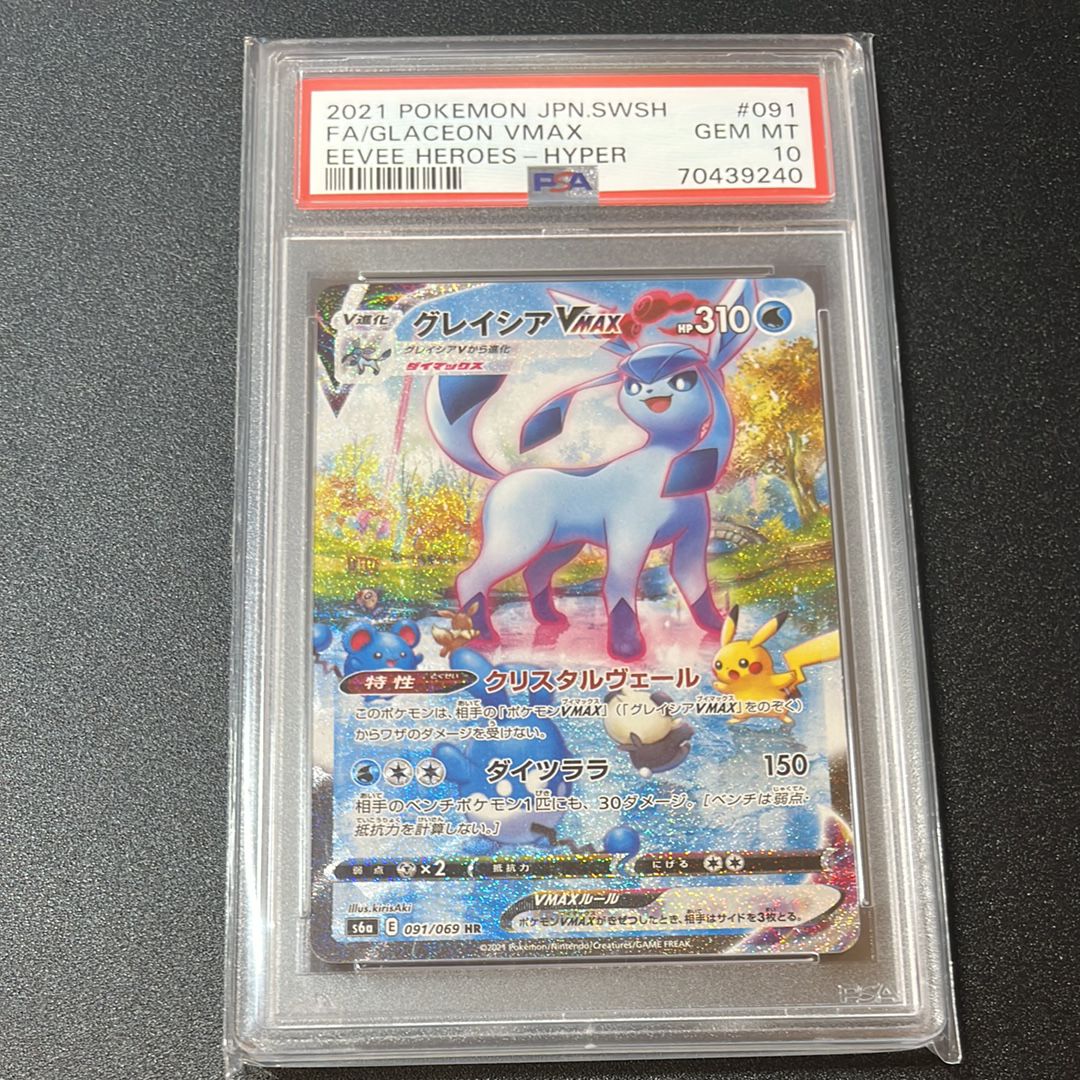 2021 POKEMON JPN.SWSH #091
FA/GLACEON VMAX GEM MT
EEVEE HEROES-HYPER 10
PSA 70439240
V進化 グレイシアVMAX HP310
グレイシアVから進化
ダイマックス
特性 とくせい クリスタルヴェール
このポケモンは、相手の「ポケモンVMAX」(「グレイシアVMAX」をのぞく)
からワザのダメージを受けない。
ダイツララ 150
相手のベンチポケモン1匹にも、30ダメージ。[ベンチは弱点・
抵抗力を計算しない。]
弱点 ×2 抵抗力 にげる
Illus.kirisAki
VMAXルール
ポケモンVMAXがきぜつしたとき、相手はサイドを3枚とる。
s6a E 091/069 HR
©2021 Pokémon/Nintendo/Creatures/GAME FREAK.
PSA